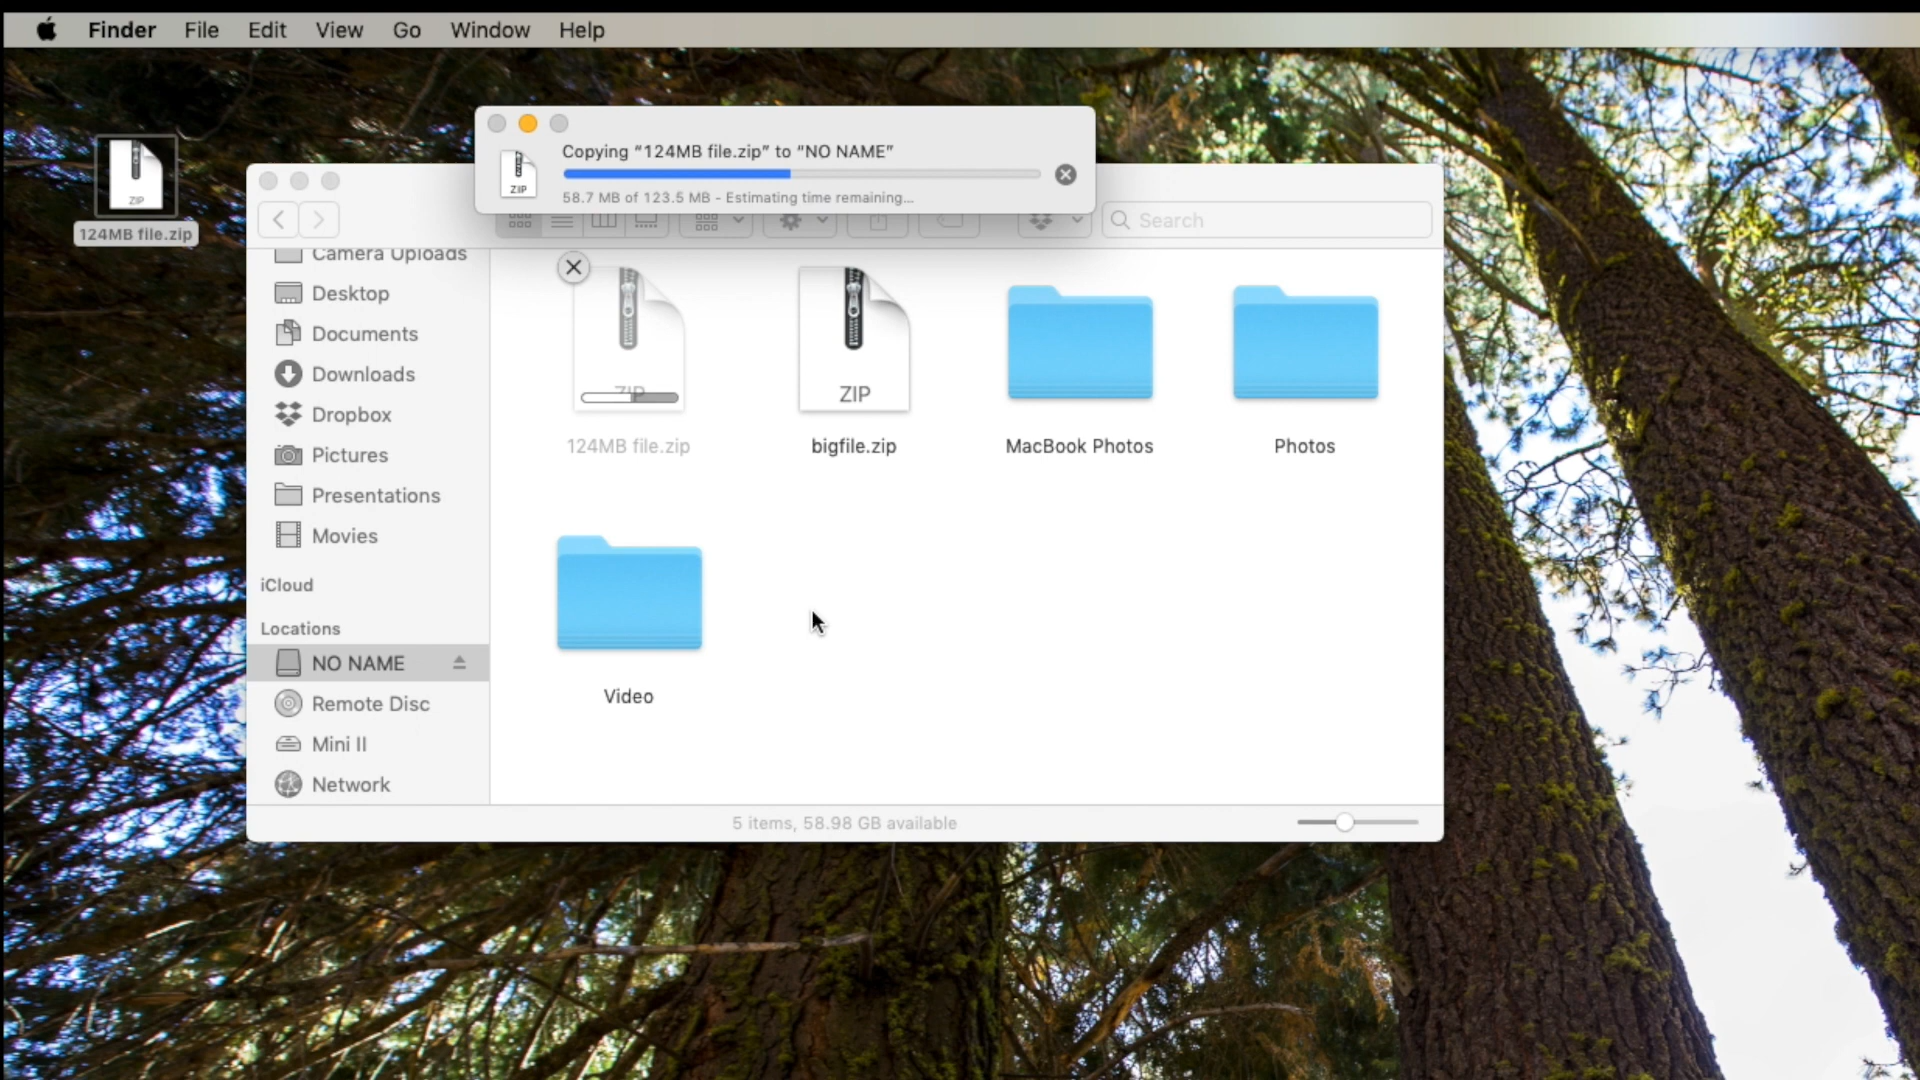 Finder File Edit View Go Window Help
ZIP
124MB file.zip
Copying “124MB file.zip” to “NO NAME”
ZIP
58.7 MB of 123.5 MB - Estimating time remaining...
Search
Camera Uploads
Desktop
Documents
Downloads
Dropbox
Pictures
Presentations
Movies
iCloud
Locations
NO NAME
Remote Disc
Mini II
Network
ZIP
124MB file.zip
ZIP
bigfile.zip
MacBook Photos
Photos
Video
5 items, 58.98 GB available